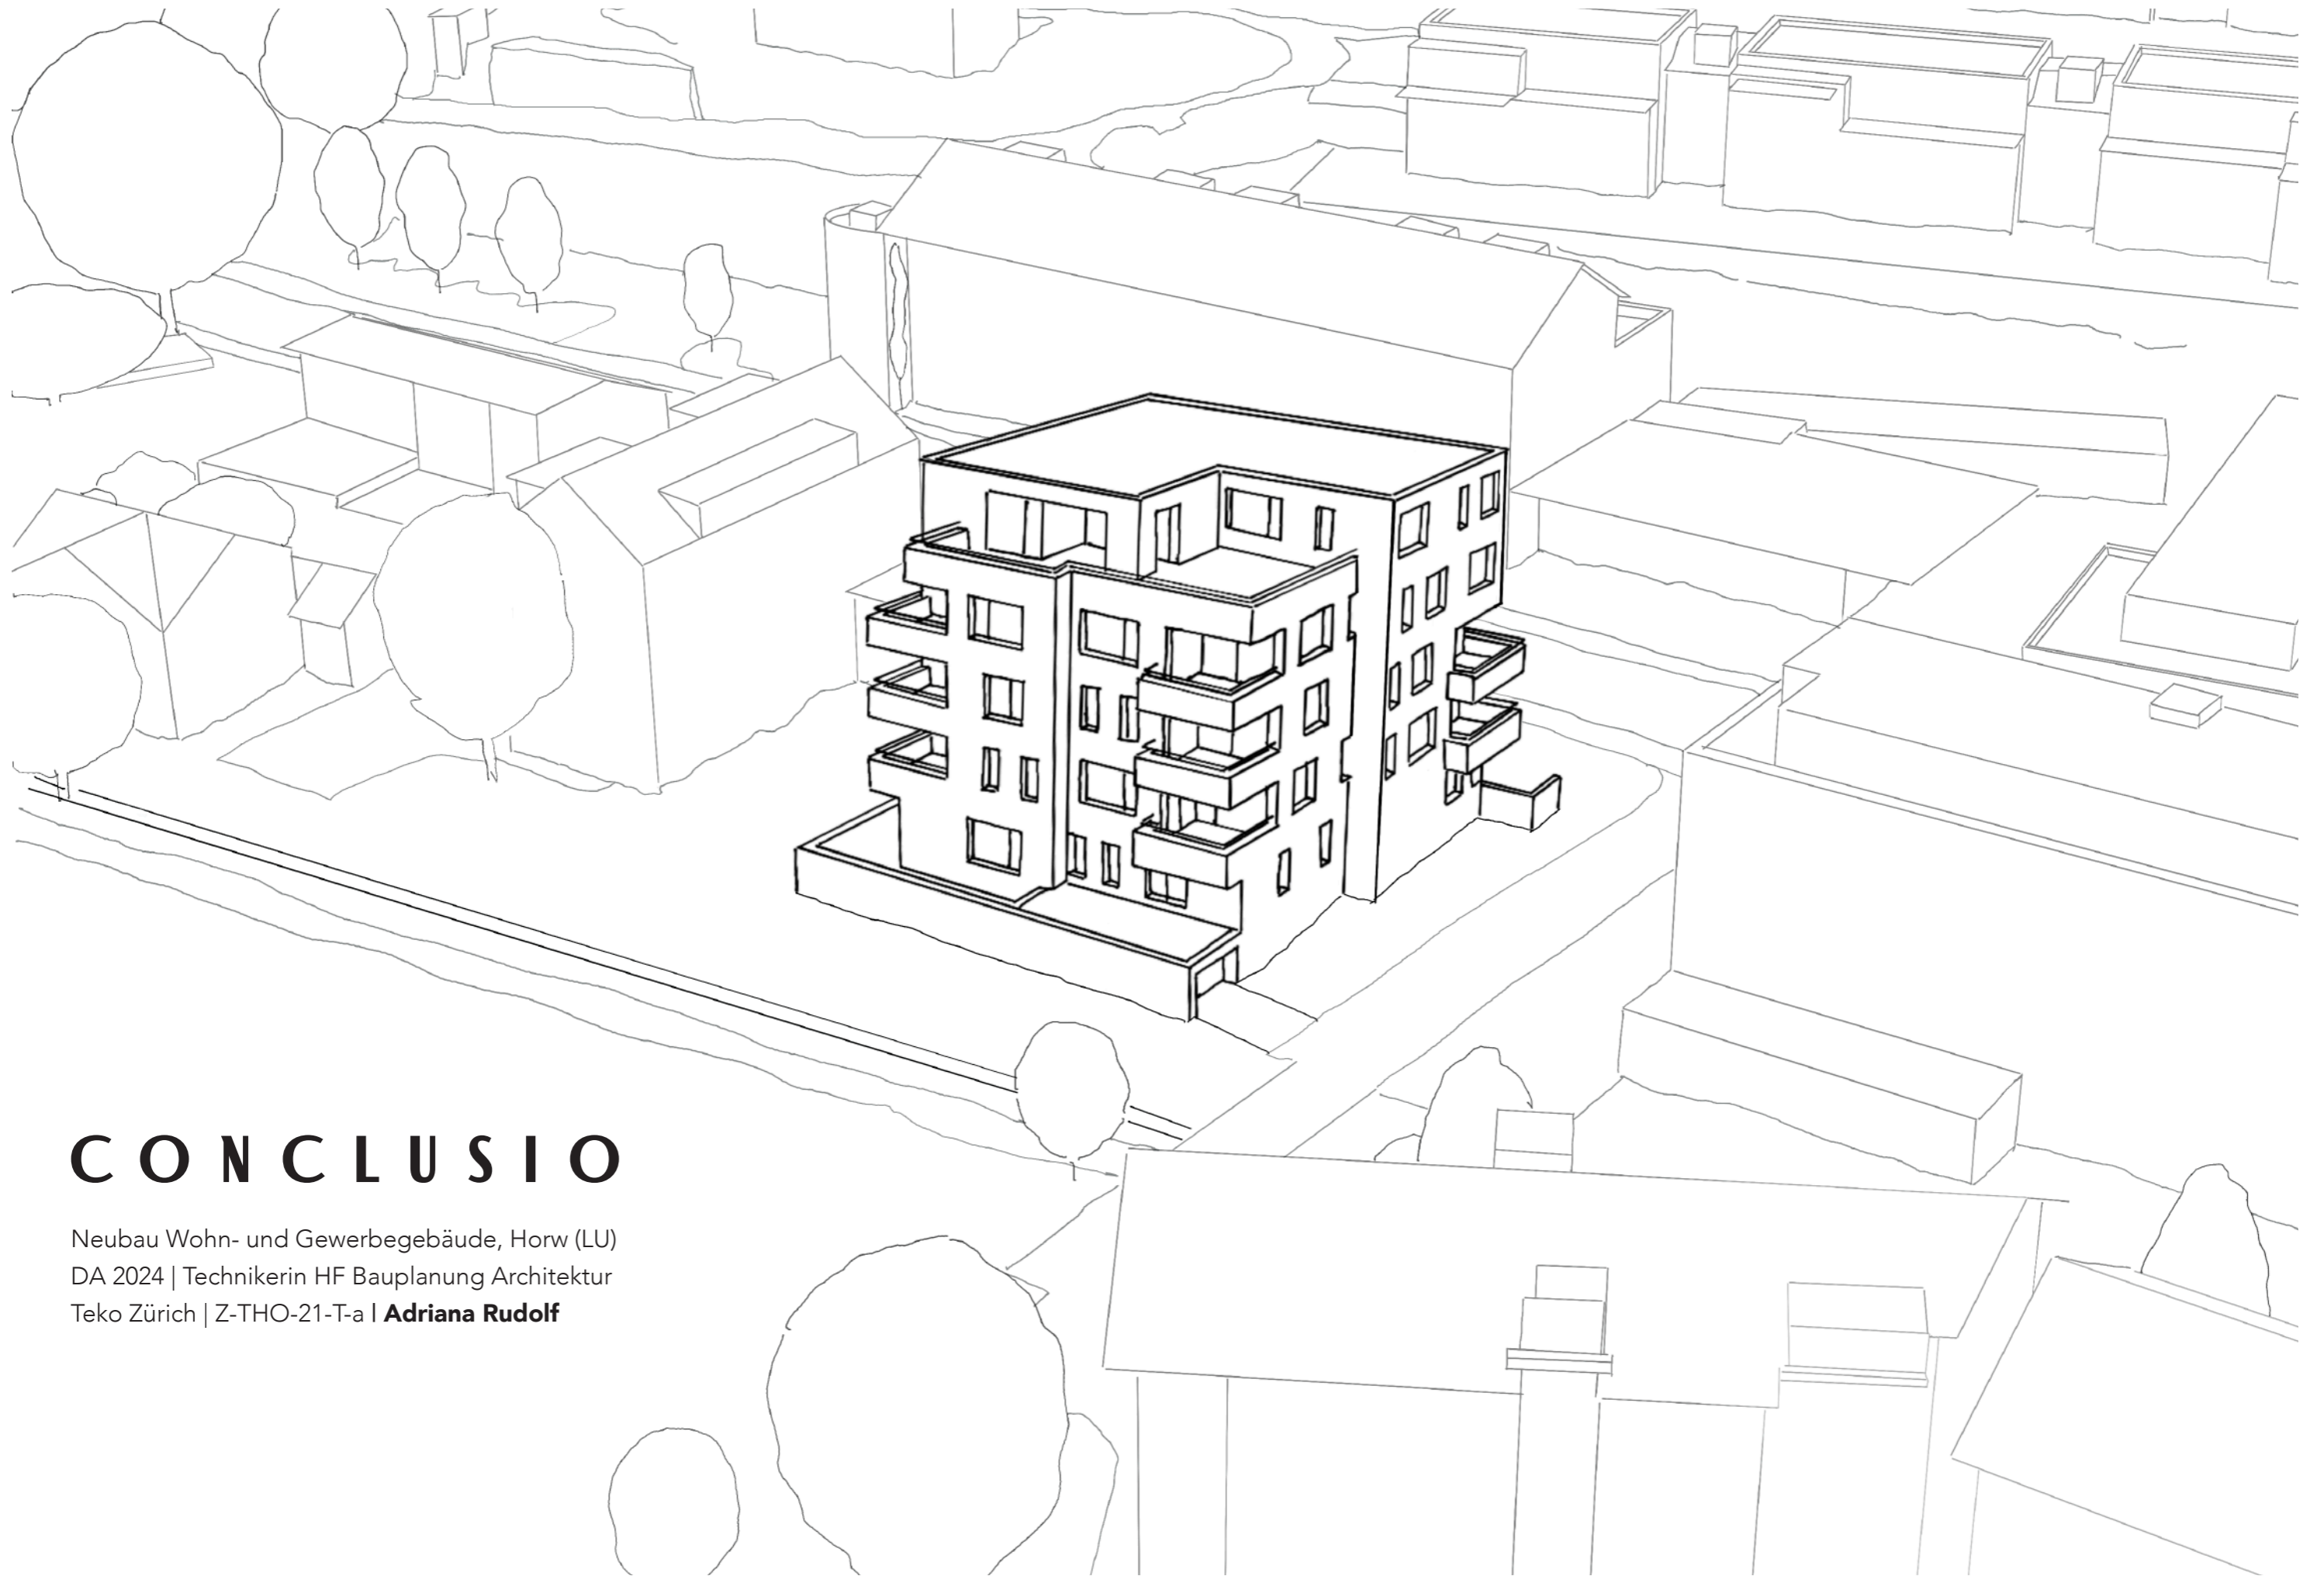 CONCLUSIO
Neubau Wohn- und Gewerbegebäude, Horw (LU)
DA 2024 | Technikerin HF Bauplanung Architektur
Teko Zürich | Z-THO-21-T-a I Adriana Rudolf